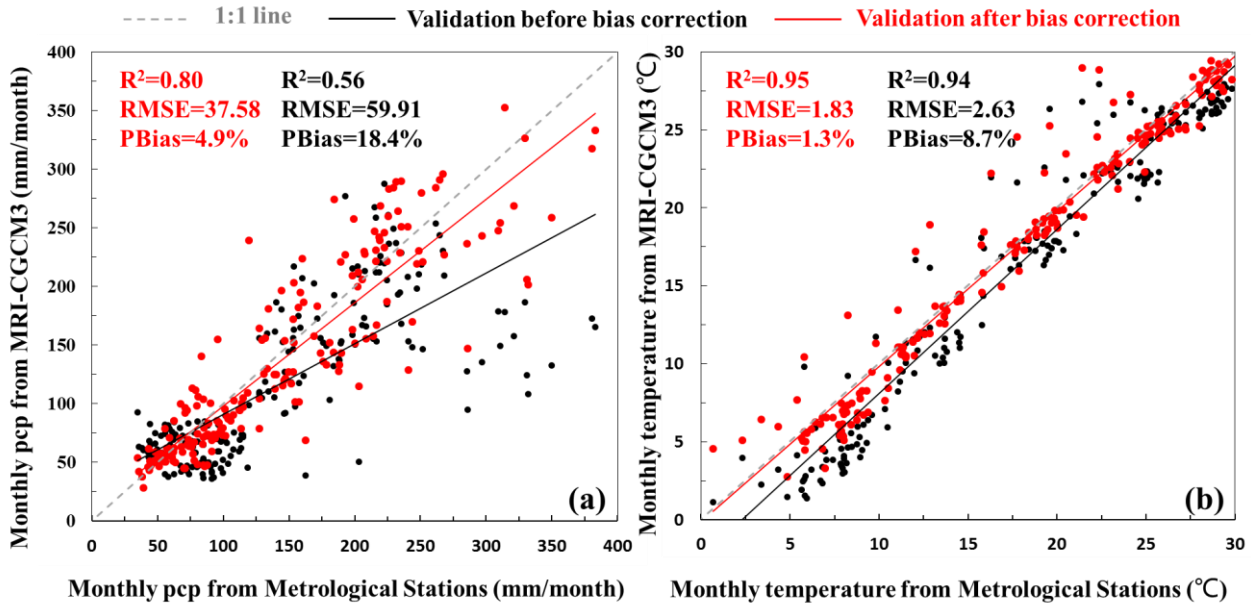 1:1 line Validation before bias correction Validation after bias correction
Monthly pcp from MRI-CGCM3 (mm/month)
400
350
300
250
200
150
100
50
0
R²=0.80 R²=0.56
RMSE=37.58 RMSE=59.91
PBias=4.9% PBias=18.4%
(a)
0 50 100 150 200 250 300 350 400
Monthly pcp from Metrological Stations (mm/month)
Monthly temperature from MRI-CGCM3 (℃)
30
25
20
15
10
5
0
R²=0.95 R²=0.94
RMSE=1.83 RMSE=2.63
PBias=1.3% PBias=8.7%
(b)
0 5 10 15 20 25 30
Monthly temperature from Metrological Stations (℃)